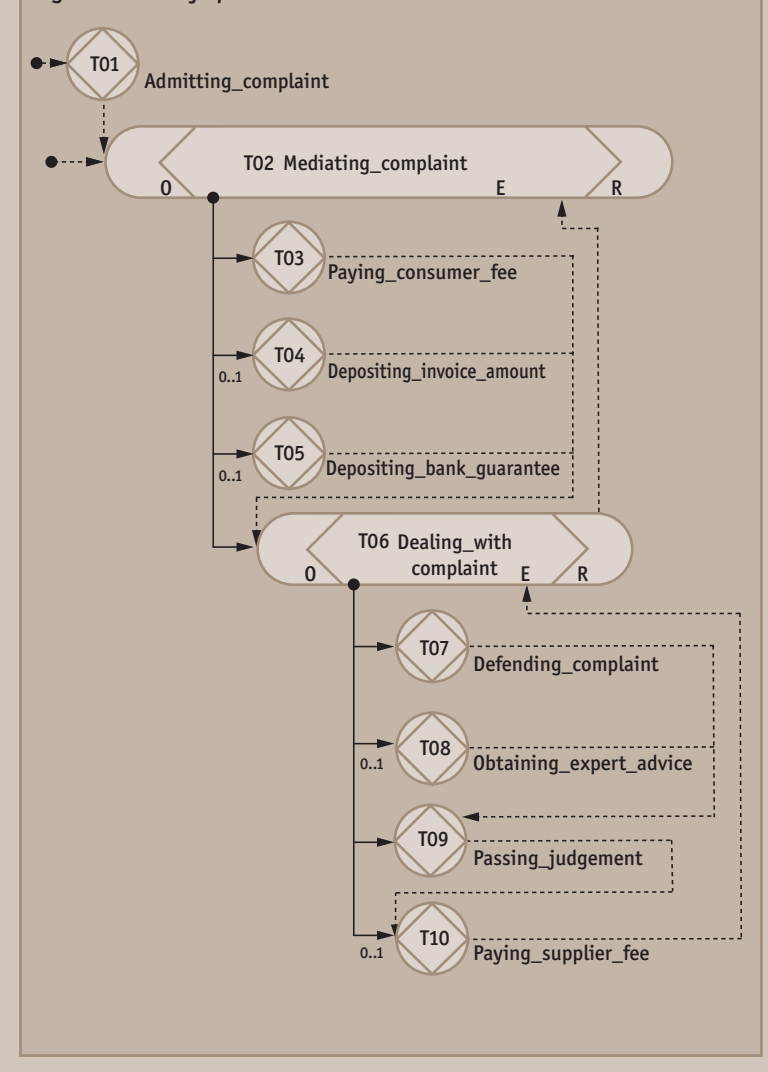 T01
Admitting_complaint
T02 Mediating_complaint
O E R
T03
Paying_consumer_fee
T04
0..1
Depositing_invoice_amount
T05
0..1
Depositing_bank_guarantee
T06 Dealing_with
complaint
O E R
T07
Defending_complaint
T08
0..1
Obtaining_expert_advice
T09
Passing_judgement
T10
0..1
Paying_supplier_fee